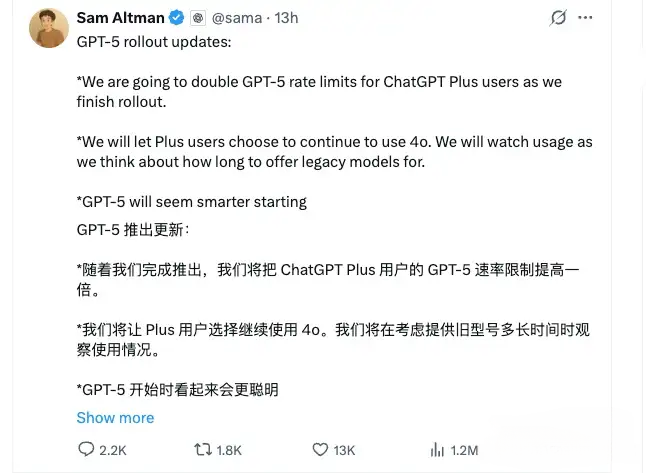 Sam Altman @sama · 13h
GPT-5 rollout updates:
*We are going to double GPT-5 rate limits for ChatGPT Plus users as we
finish rollout.
*We will let Plus users choose to continue to use 4o. We will watch usage as
we think about how long to offer legacy models for.
*GPT-5 will seem smarter starting
GPT-5 推出更新：
*随着我们完成推出，我们将把 ChatGPT Plus 用户的 GPT-5 速率限制提高一
倍。
*我们将让 Plus 用户选择继续使用 4o。我们将在考虑提供旧型号多长时间时观
察使用情况。
*GPT-5 开始时看起来会更聪明
Show more
2.2K 1.8K 13K 1.2M